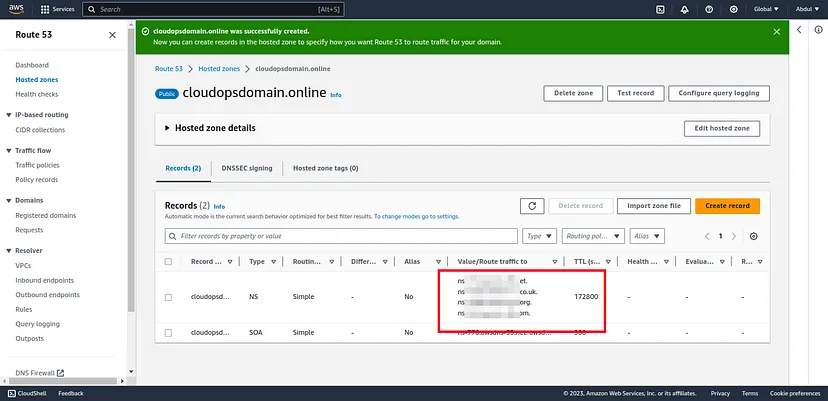 aws Services Search [Alt+S] Global Abdul
Route 53
Dashboard
Hosted zones
Health checks
IP-based routing
CIDR collections
Traffic flow
Traffic policies
Policy records
Domains
Registered domains
Requests
Resolver
VPCs
Inbound endpoints
Outbound endpoints
Rules
Query logging
Outposts
DNS Firewall
cloudopsdomain.online was successfully created.
Now you can create records in the hosted zone to specify how you want Route 53 to route traffic for your domain.
Route 53 Hosted zones cloudopsdomain.online
Public cloudopsdomain.online Info Delete zone Test record Configure query logging
Hosted zone details Edit hosted zone
Records (2) DNSSEC signing Hosted zone tags (0)
Records (2) Info Delete record Import zone file Create record
Automatic mode is the current search behavior optimized for best filter results. To change modes go to settings.
Filter records by property or value Type Routing pol... Alias 1
Record ... Type Routin... Differ... Alias Value/Route traffic to TTL (s... Health ... Evalua... R...
cloudopsd... NS Simple - No ns- et. 172800 - - -
ns- co.uk.
ns- org.
ns- om.
cloudopsd... SOA Simple - No - - -
CloudShell Feedback © 2023, Amazon Web Services, Inc. or its affiliates. Privacy Terms Cookie preferences